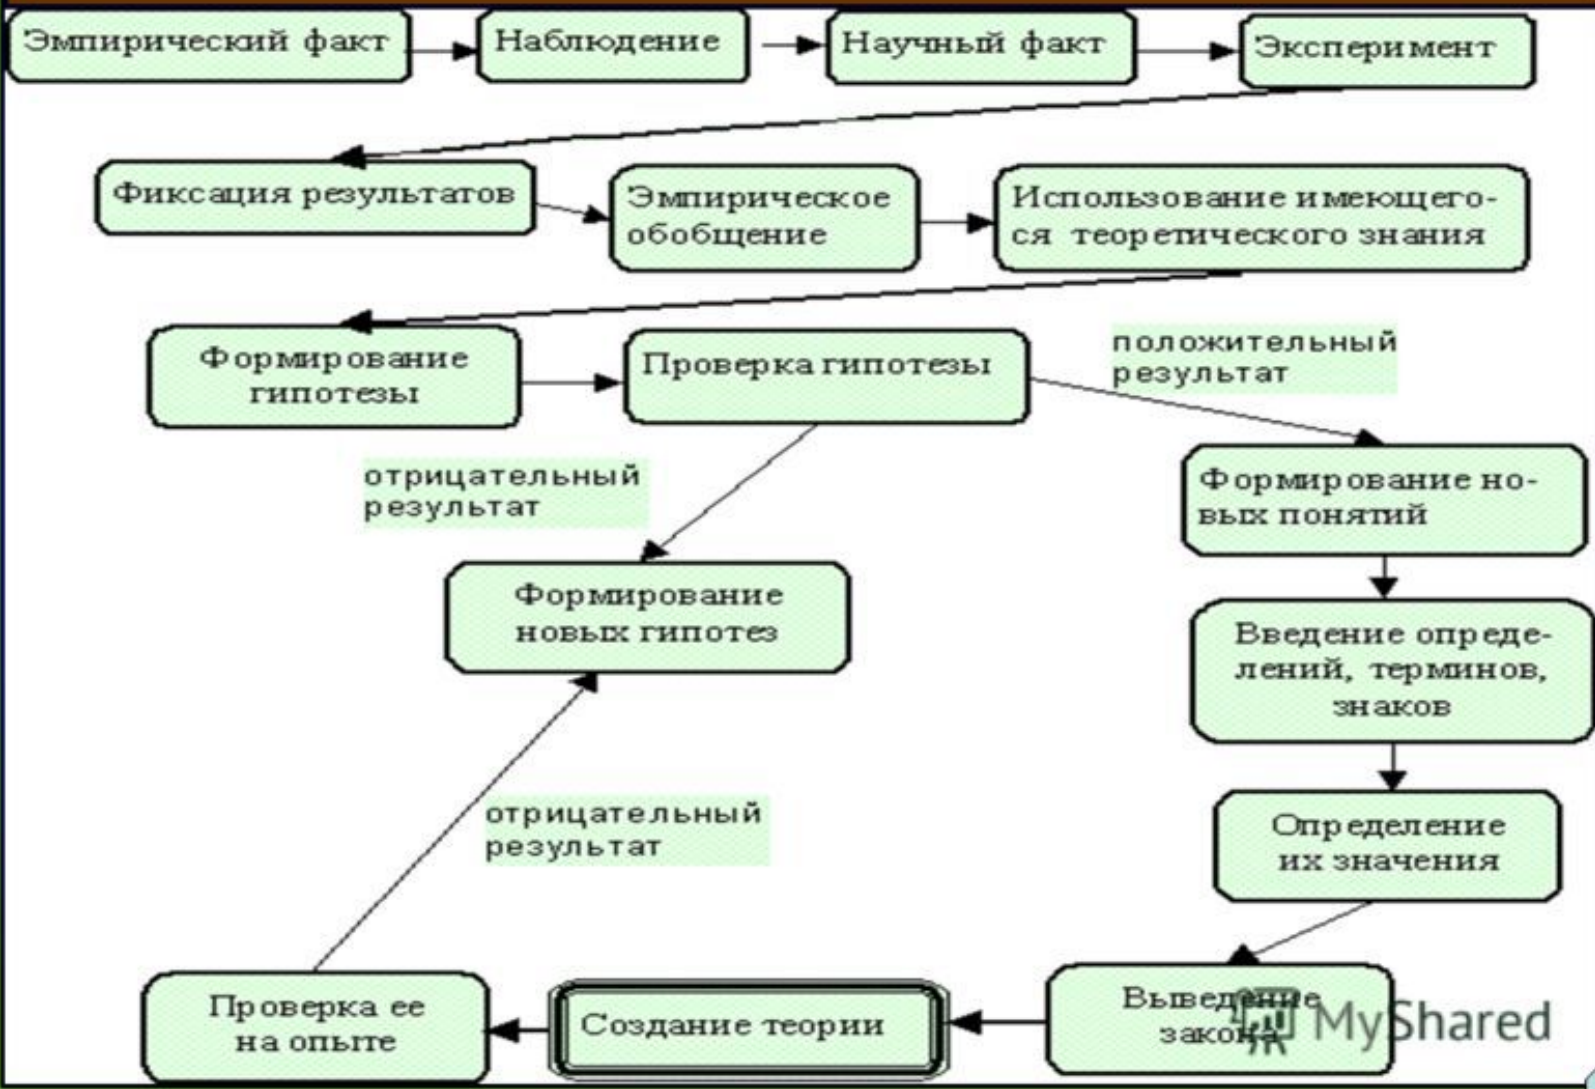 Эмпирический факт
Наблюдение
Научный факт
Эксперимент
Фиксация результатов
Эмпирическое
обобщение
Использование имеющего-
ся теоретического знания
Формирование
гипотезы
Проверка гипотезы
положительный
результат
отрицательный
результат
Формирование но-
вых понятий
Формирование
новых гипотез
Введение опреде-
лений, терминов,
знаков
отрицательный
результат
Определение
их значения
Выведение
закона
Создание теории
Проверка ее
на опыте
MyShared